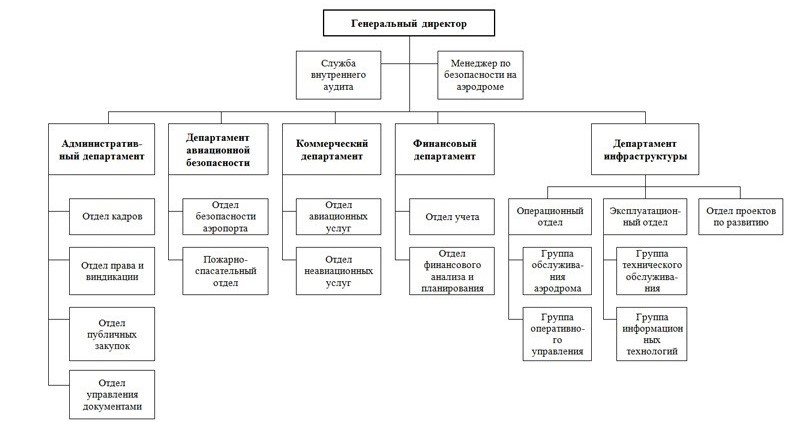 Генеральный директор
Служба
внутреннего
аудита
Менеджер по
безопасности на
аэродроме
Административ-
ный департамент
Департамент
авиационной
безопасности
Коммерческий
департамент
Финансовый
департамент
Департамент
инфраструктуры
Отдел кадров
Отдел
безопасности
аэропорта
Отдел
авиационных
услуг
Отдел учета
Операционный
отдел
Эксплуатацион-
ный отдел
Отдел проектов
по развитию
Отдел права и
виндикации
Пожарно-
спасательный
отдел
Отдел
неавиационных
услуг
Отдел
финансового
анализа и
планирования
Группа
обслужива-
ния
аэродрома
Группа
технического
обслужива-
ния
Отдел
публичных
закупок
Группа
оперативно-
го
управления
Группа
информацион
ных
технологий
Отдел
управления
документами